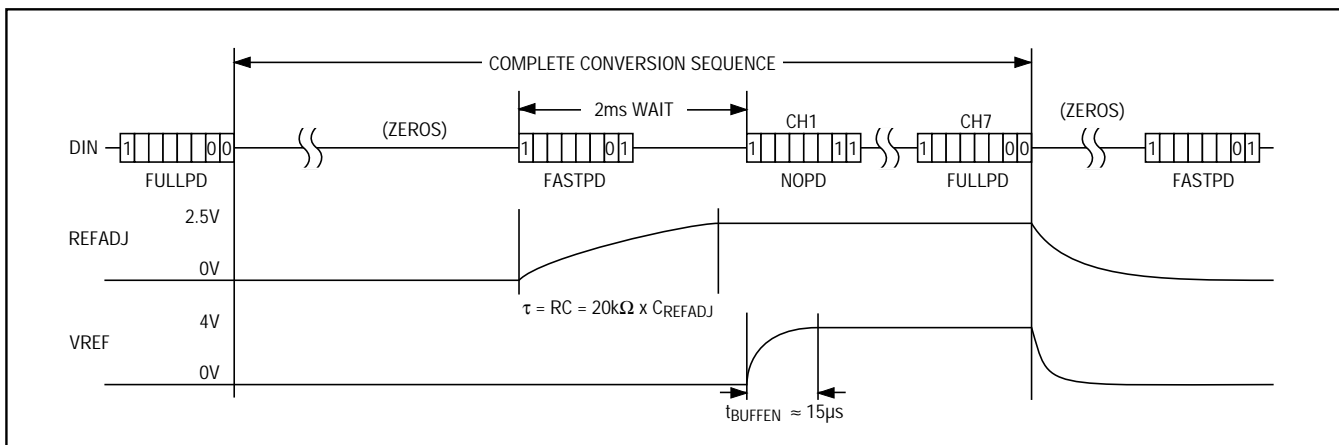 COMPLETE CONVERSION SEQUENCE
2ms WAIT
(ZEROS)
(ZEROS)
CH1
CH7
DIN
1 0 0
1 0 1
1 1 1
1 0 0
1 0 1
FULLPD
FASTPD
NOPD
FULLPD
FASTPD
2.5V
REFADJ
0V
τ = RC = 20kΩ x CREFADJ
4V
VREF
0V
tBUFFEN ≈ 15µs